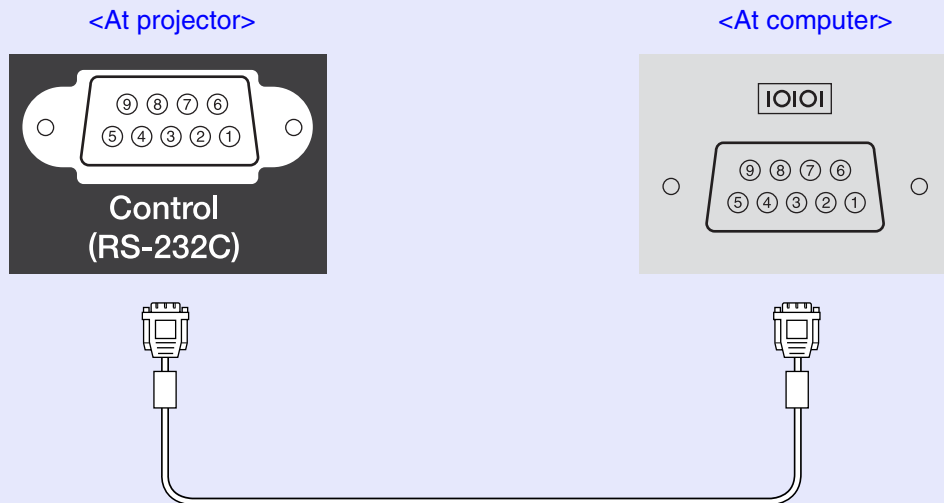 <At projector>
<At computer>
IOIOI
⑨ ⑧ ⑦ ⑥
⑤ ④ ③ ② ①
Control
(RS-232C)
⑨ ⑧ ⑦ ⑥
⑤ ④ ③ ② ①